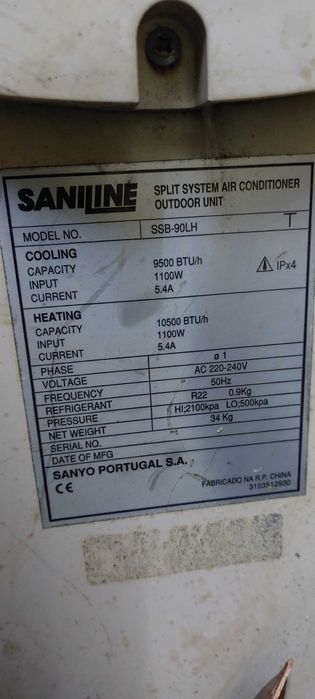 SANILINE SPLIT SYSTEM AIR CONDITIONER
OUTDOOR UNIT
MODEL NO. SSB-90LH T
COOLING
CAPACITY 9500 BTU/h
INPUT 1100W
CURRENT 5.4A
IPx4
HEATING
CAPACITY 10500 BTU/h
INPUT 1100W
CURRENT 5.4A
PHASE ø 1
VOLTAGE AC 220-240V
FREQUENCY 50Hz
REFRIGERANT R22 0.9Kg
PRESSURE HI;2100kpa LO;500kpa
NET WEIGHT 34 Kg
SERIAL NO.
DATE OF MFG
SANYO PORTUGAL S.A.
CE FABRICADO NA R.P. CHINA
3103512930